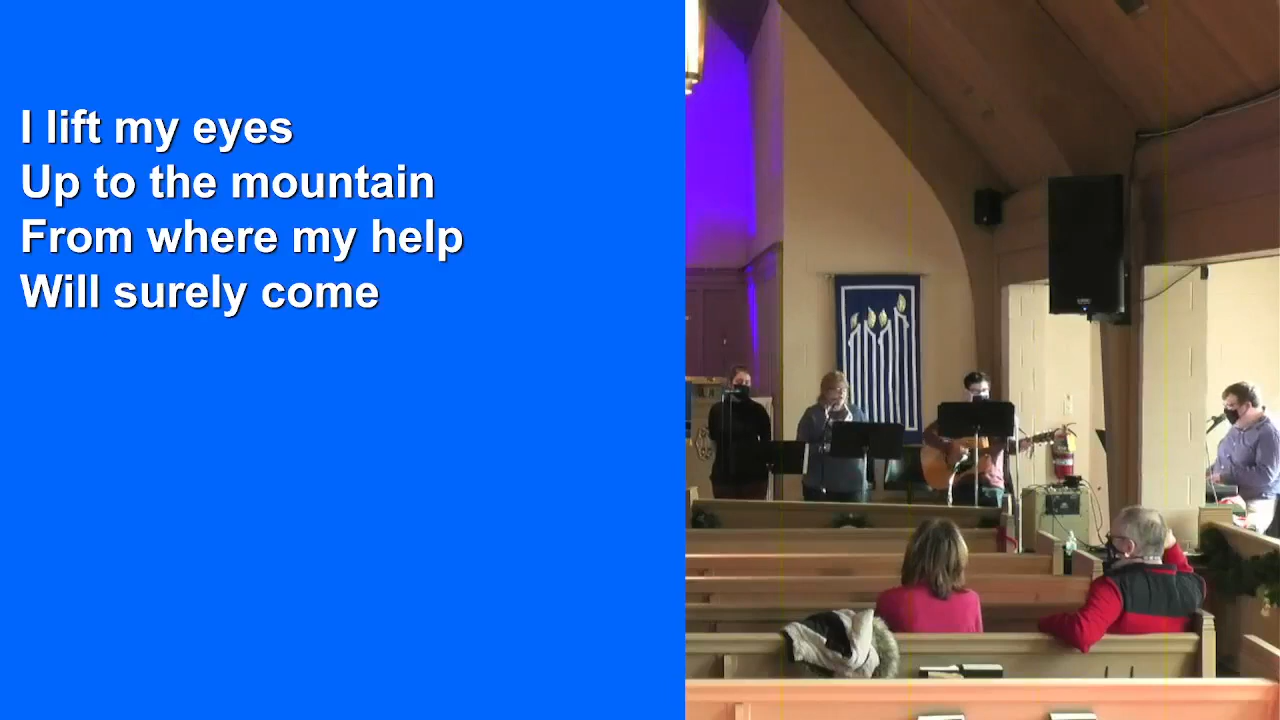 I lift my eyes
Up to the mountain
From where my help
Will surely come